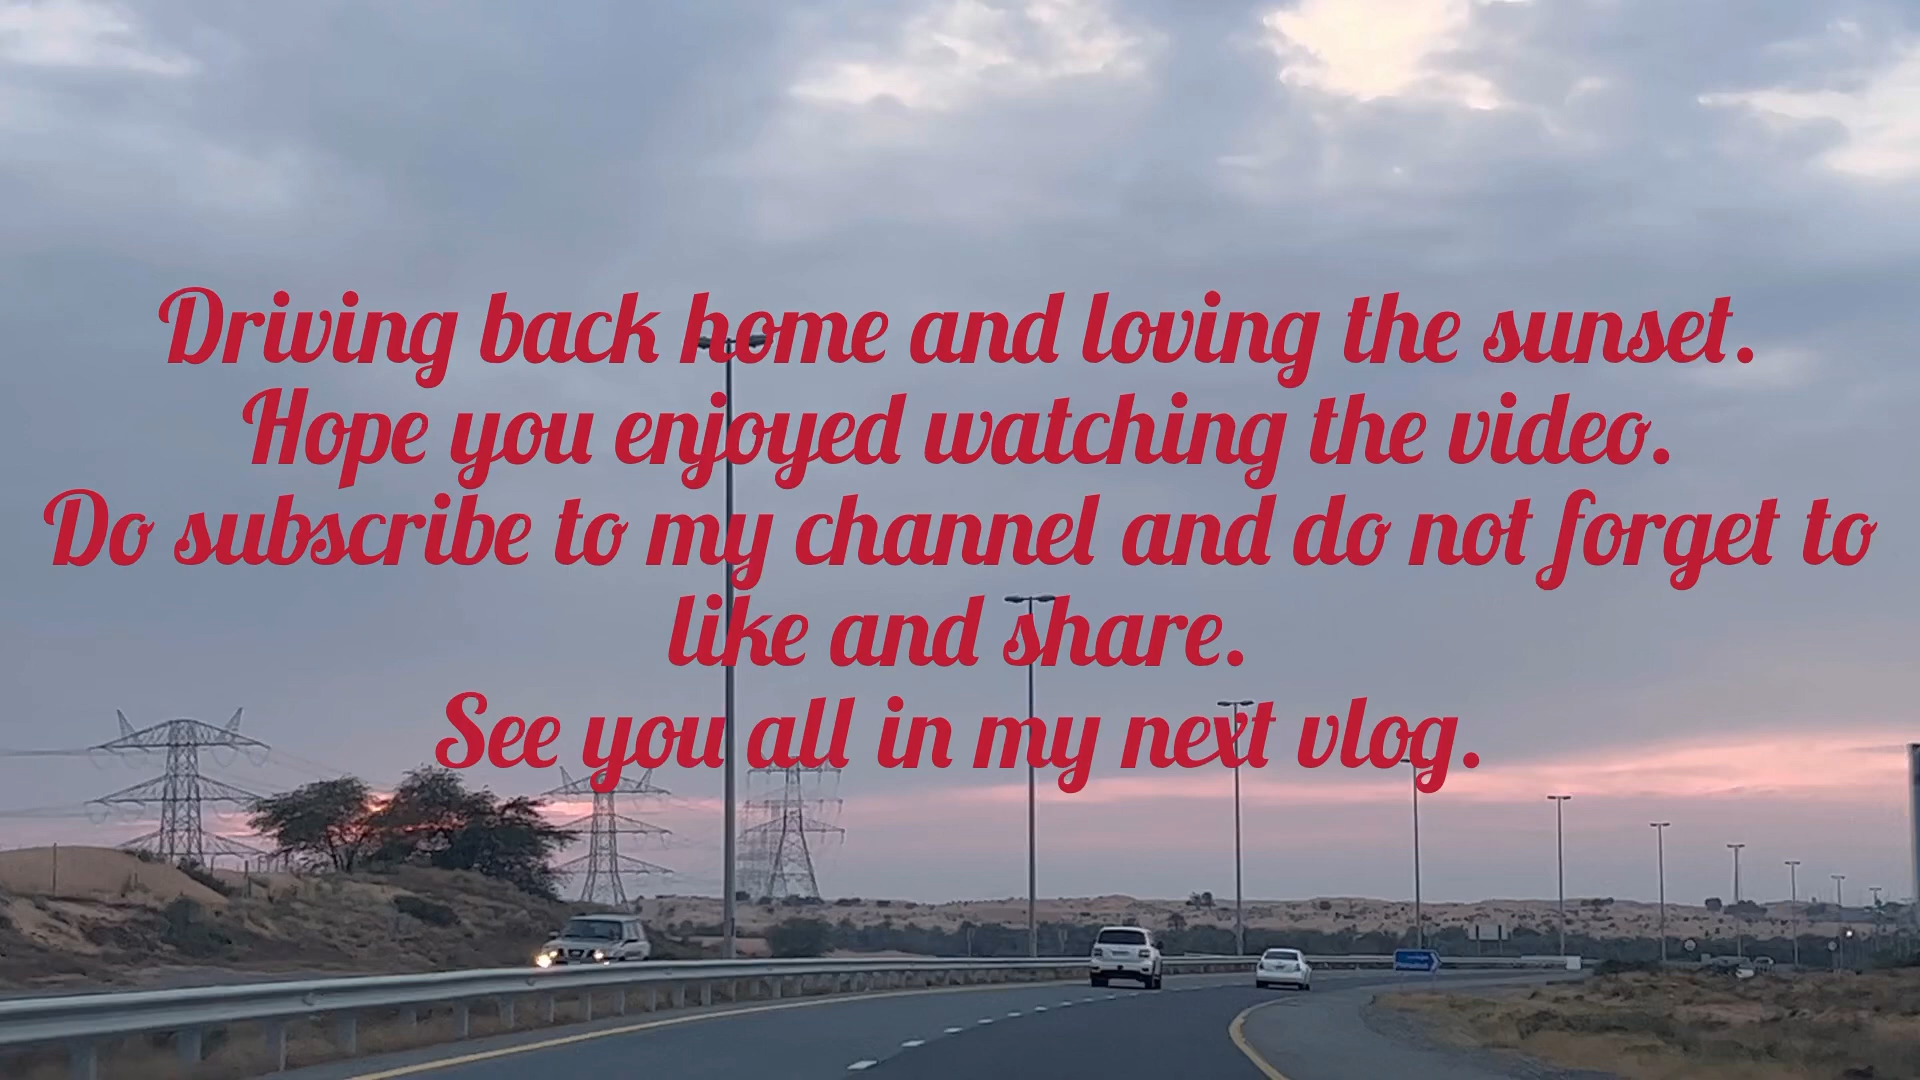 Driving back home and loving the sunset.
Hope you enjoyed watching the video.
Do subscribe to my channel and do not forget to
like and share.
See you all in my next vlog.